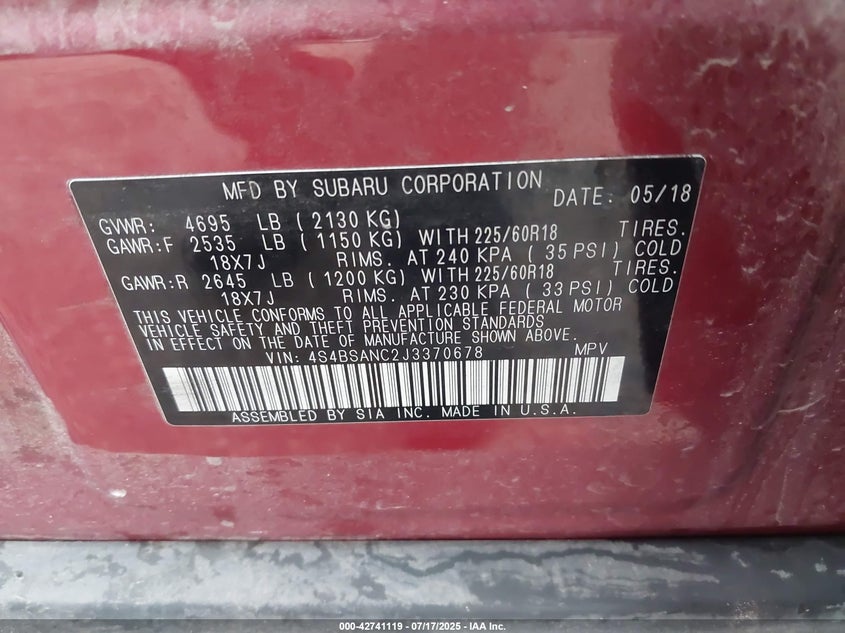 MFD BY SUBARU CORPORATION DATE: 05/18
GVWR: 4695 LB ( 2130 KG)
GAWR:F 2535 LB ( 1150 KG) WITH 225/60R18 TIRES.
18X7J RIMS. AT 240 KPA ( 35 PSI) COLD
GAWR:R 2645 LB ( 1200 KG) WITH 225/60R18 TIRES.
18X7J RIMS. AT 230 KPA ( 33 PSI) COLD
THIS VEHICLE CONFORMS TO ALL APPLICABLE FEDERAL MOTOR
VEHICLE SAFETY AND THEFT PREVENTION STANDARDS
IN EFFECT ON THE DATE OF MANUFACTURE SHOWN ABOVE.
VIN: 4S4BSANC2J3370678 MPV
ASSEMBLED BY SIA INC. MADE IN U.S.A.
000-42741119 - 07/17/2025 - IAA Inc.